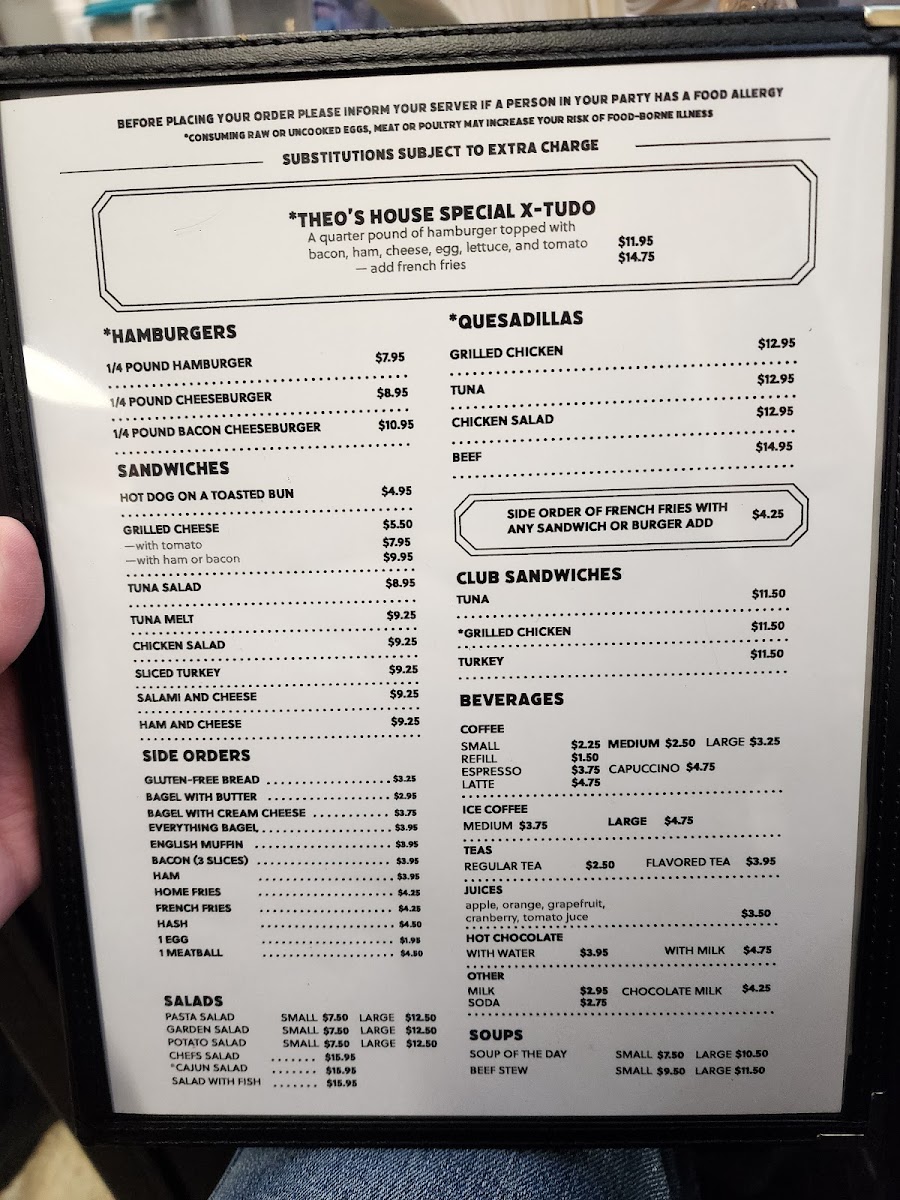 BEFORE PLACING YOUR ORDER PLEASE INFORM YOUR SERVER IF A PERSON IN YOUR PARTY HAS A FOOD ALLERGY
*CONSUMING RAW OR UNCOOKED EGGS, MEAT OR POULTRY MAY INCREASE YOUR RISK OF FOOD-BORNE ILLNESS
SUBSTITUTIONS SUBJECT TO EXTRA CHARGE
*THEO'S HOUSE SPECIAL X-TUDO
A quarter pound of hamburger topped with
bacon, ham, cheese, egg, lettuce, and tomato $11.95
— add french fries $14.75
*HAMBURGERS
1/4 POUND HAMBURGER $7.95
1/4 POUND CHEESEBURGER $8.95
1/4 POUND BACON CHEESEBURGER $10.95
SANDWICHES
HOT DOG ON A TOASTED BUN $4.95
GRILLED CHEESE $5.50
—with tomato $7.95
—with ham or bacon $9.95
TUNA SALAD $8.95
TUNA MELT $9.25
CHICKEN SALAD $9.25
SLICED TURKEY $9.25
SALAMI AND CHEESE $9.25
HAM AND CHEESE $9.25
SIDE ORDERS
GLUTEN-FREE BREAD $3.25
BAGEL WITH BUTTER $2.95
BAGEL WITH CREAM CHEESE $3.75
EVERYTHING BAGEL $3.95
ENGLISH MUFFIN $3.95
BACON (3 SLICES) $3.95
HAM $3.95
HOME FRIES $4.25
FRENCH FRIES $4.25
HASH $4.50
1 EGG $1.95
1 MEATBALL $4.50
SALADS
PASTA SALAD SMALL $7.50 LARGE $12.50
GARDEN SALAD SMALL $7.50 LARGE $12.50
POTATO SALAD SMALL $7.50 LARGE $12.50
CHEFS SALAD $15.95
*CAJUN SALAD $15.95
SALAD WITH FISH $15.95
*QUESADILLAS
GRILLED CHICKEN $12.95
TUNA $12.95
CHICKEN SALAD $12.95
BEEF $14.95
SIDE ORDER OF FRENCH FRIES WITH
ANY SANDWICH OR BURGER ADD $4.25
CLUB SANDWICHES
TUNA $11.50
*GRILLED CHICKEN $11.50
TURKEY $11.50
BEVERAGES
COFFEE
SMALL $2.25 MEDIUM $2.50 LARGE $3.25
REFILL $1.50
ESPRESSO $3.75 CAPUCCINO $4.75
LATTE $4.75
ICE COFFEE
MEDIUM $3.75 LARGE $4.75
TEAS
REGULAR TEA $2.50 FLAVORED TEA $3.95
JUICES
apple, orange, grapefruit,
cranberry, tomato juce $3.50
HOT CHOCOLATE
WITH WATER $3.95 WITH MILK $4.75
OTHER
MILK $2.95 CHOCOLATE MILK $4.25
SODA $2.75
SOUPS
SOUP OF THE DAY SMALL $7.50 LARGE $10.50
BEEF STEW SMALL $9.50 LARGE $11.50